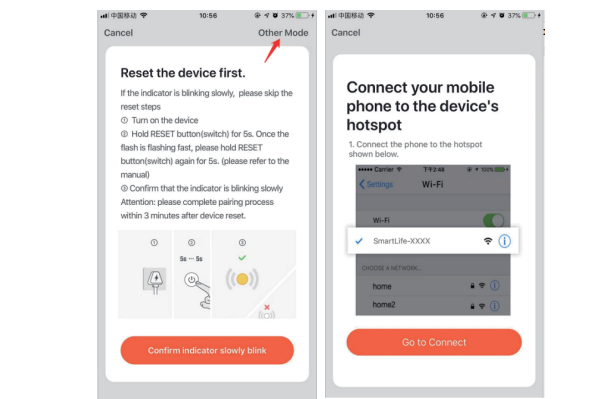 中国移动
10:56
37%
Cancel
Other Mode
Reset the device first.
If the indicator is blinking slowly, please skip the
reset steps
① Turn on the device
② Hold RESET button(switch) for 5s. Once the
flash is flashing fast, please hold RESET
button(switch) again for 5s. (please refer to the
manual)
③ Confirm that the indicator is blinking slowly
Attention: please complete pairing process
within 3 minutes after device reset.
①
②
③
5s ··· 5s
Confirm indicator slowly blink
中国移动
10:56
37%
Cancel
Connect your mobile
phone to the device's
hotspot
1. Connect the phone to the hotspot
shown below.
Carrier
下午2:48
100%
Settings
Wi-Fi
Wi-Fi
SmartLife-XXXX
CHOOSE A NETWORK...
home
home2
Go to Connect